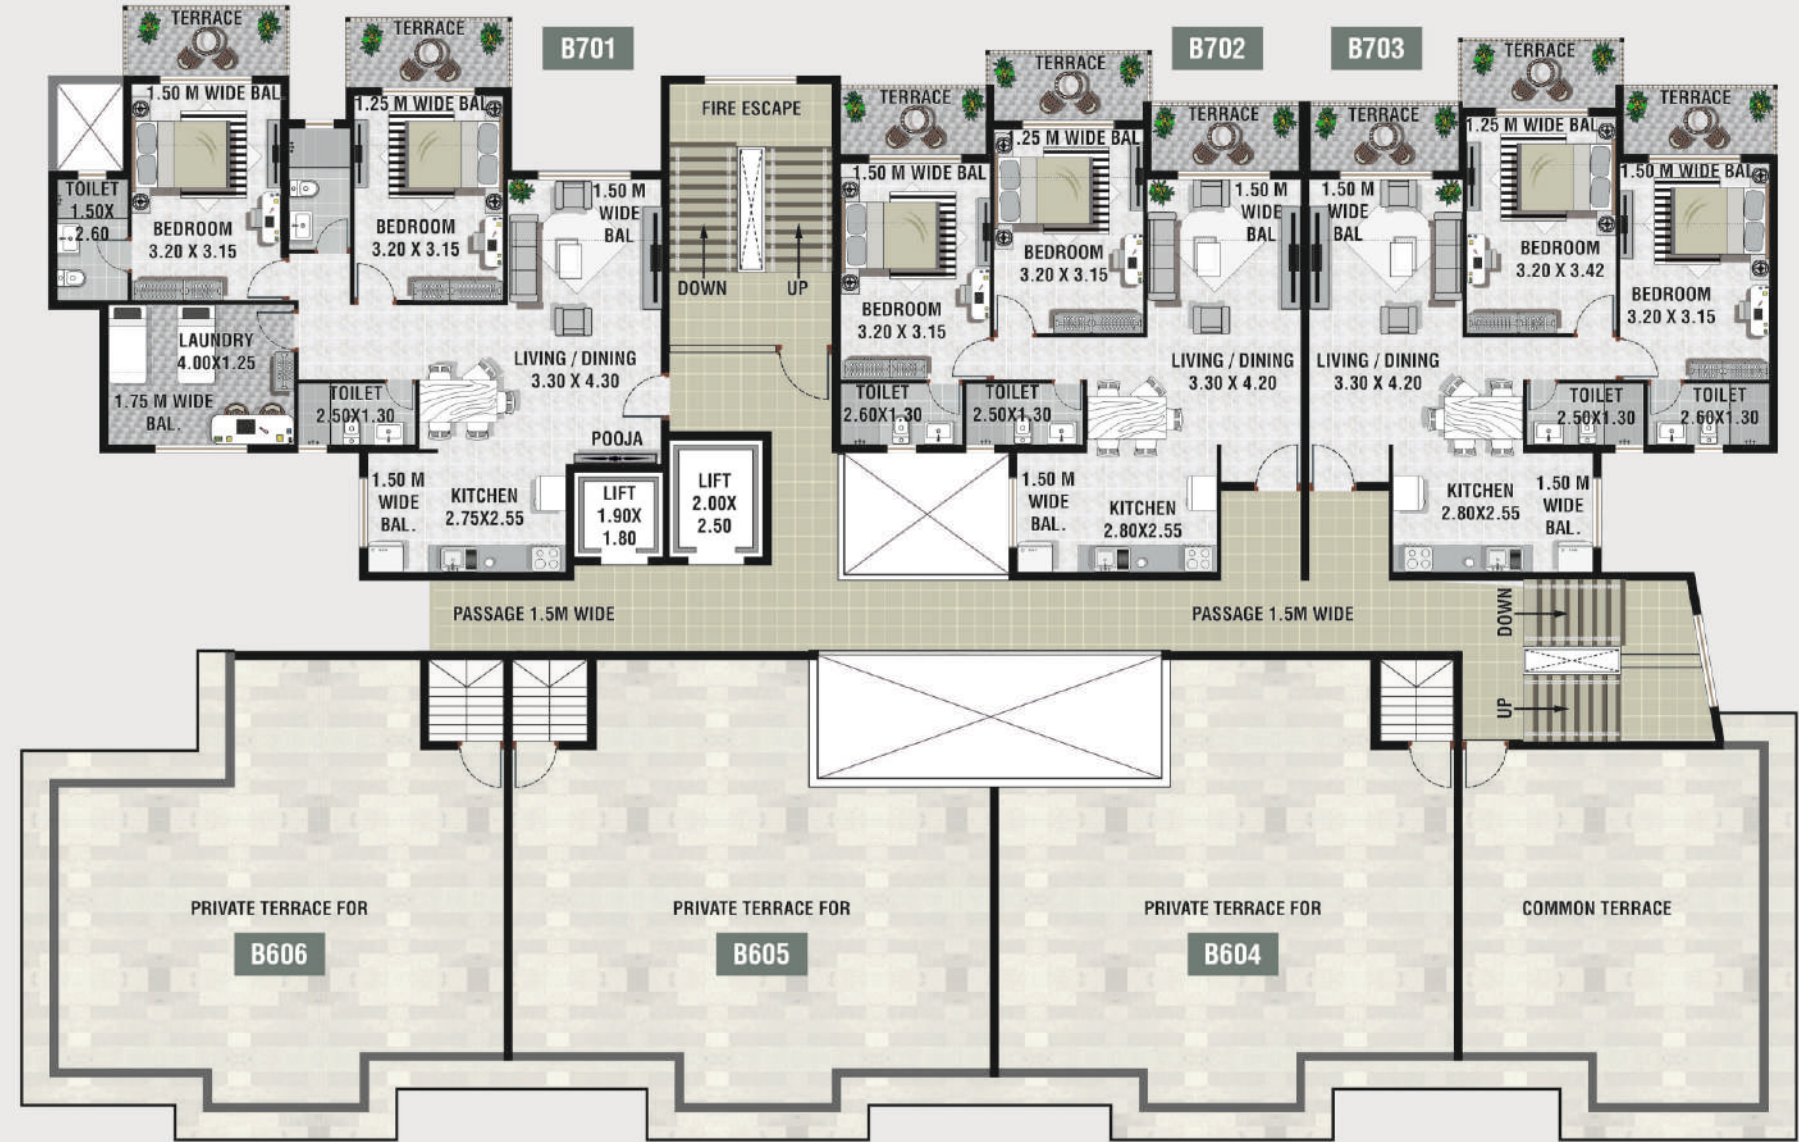 B701
TERRACE
1.50 M WIDE BAL
BEDROOM
3.20 X 3.15
TOILET
1.50X
2.60
TERRACE
1.25 M WIDE BAL
BEDROOM
3.20 X 3.15
1.50 M
WIDE
BAL
LAUNDRY
4.00X1.25
1.75 M WIDE
BAL.
TOILET
2.50X1.30
LIVING / DINING
3.30 X 4.30
POOJA
1.50 M
WIDE
BAL.
KITCHEN
2.75X2.55
LIFT
1.90X
1.80
LIFT
2.00X
2.50
FIRE ESCAPE
DOWN
UP
B702
TERRACE
1.50 M WIDE BAL
BEDROOM
3.20 X 3.15
TERRACE
1.25 M WIDE BAL
BEDROOM
3.20 X 3.15
TERRACE
1.50 M
WIDE
BAL
LIVING / DINING
3.30 X 4.20
TOILET
2.60X1.30
TOILET
2.50X1.30
1.50 M
WIDE
BAL.
KITCHEN
2.80X2.55
B703
TERRACE
1.50 M
WIDE
BAL
LIVING / DINING
3.30 X 4.20
TERRACE
1.25 M WIDE BAL
BEDROOM
3.20 X 3.42
TERRACE
1.50 M WIDE BAL
BEDROOM
3.20 X 3.15
TOILET
2.50X1.30
TOILET
2.60X1.30
KITCHEN
2.80X2.55
1.50 M
WIDE
BAL.
PASSAGE 1.5M WIDE
PASSAGE 1.5M WIDE
DOWN
UP
PRIVATE TERRACE FOR
B606
PRIVATE TERRACE FOR
B605
PRIVATE TERRACE FOR
B604
COMMON TERRACE